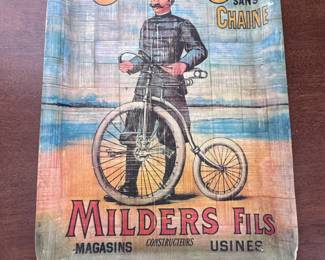 SANS
CHAINE
MILDERS FILS
MAGASINS CONSTRUCTEURS USINES